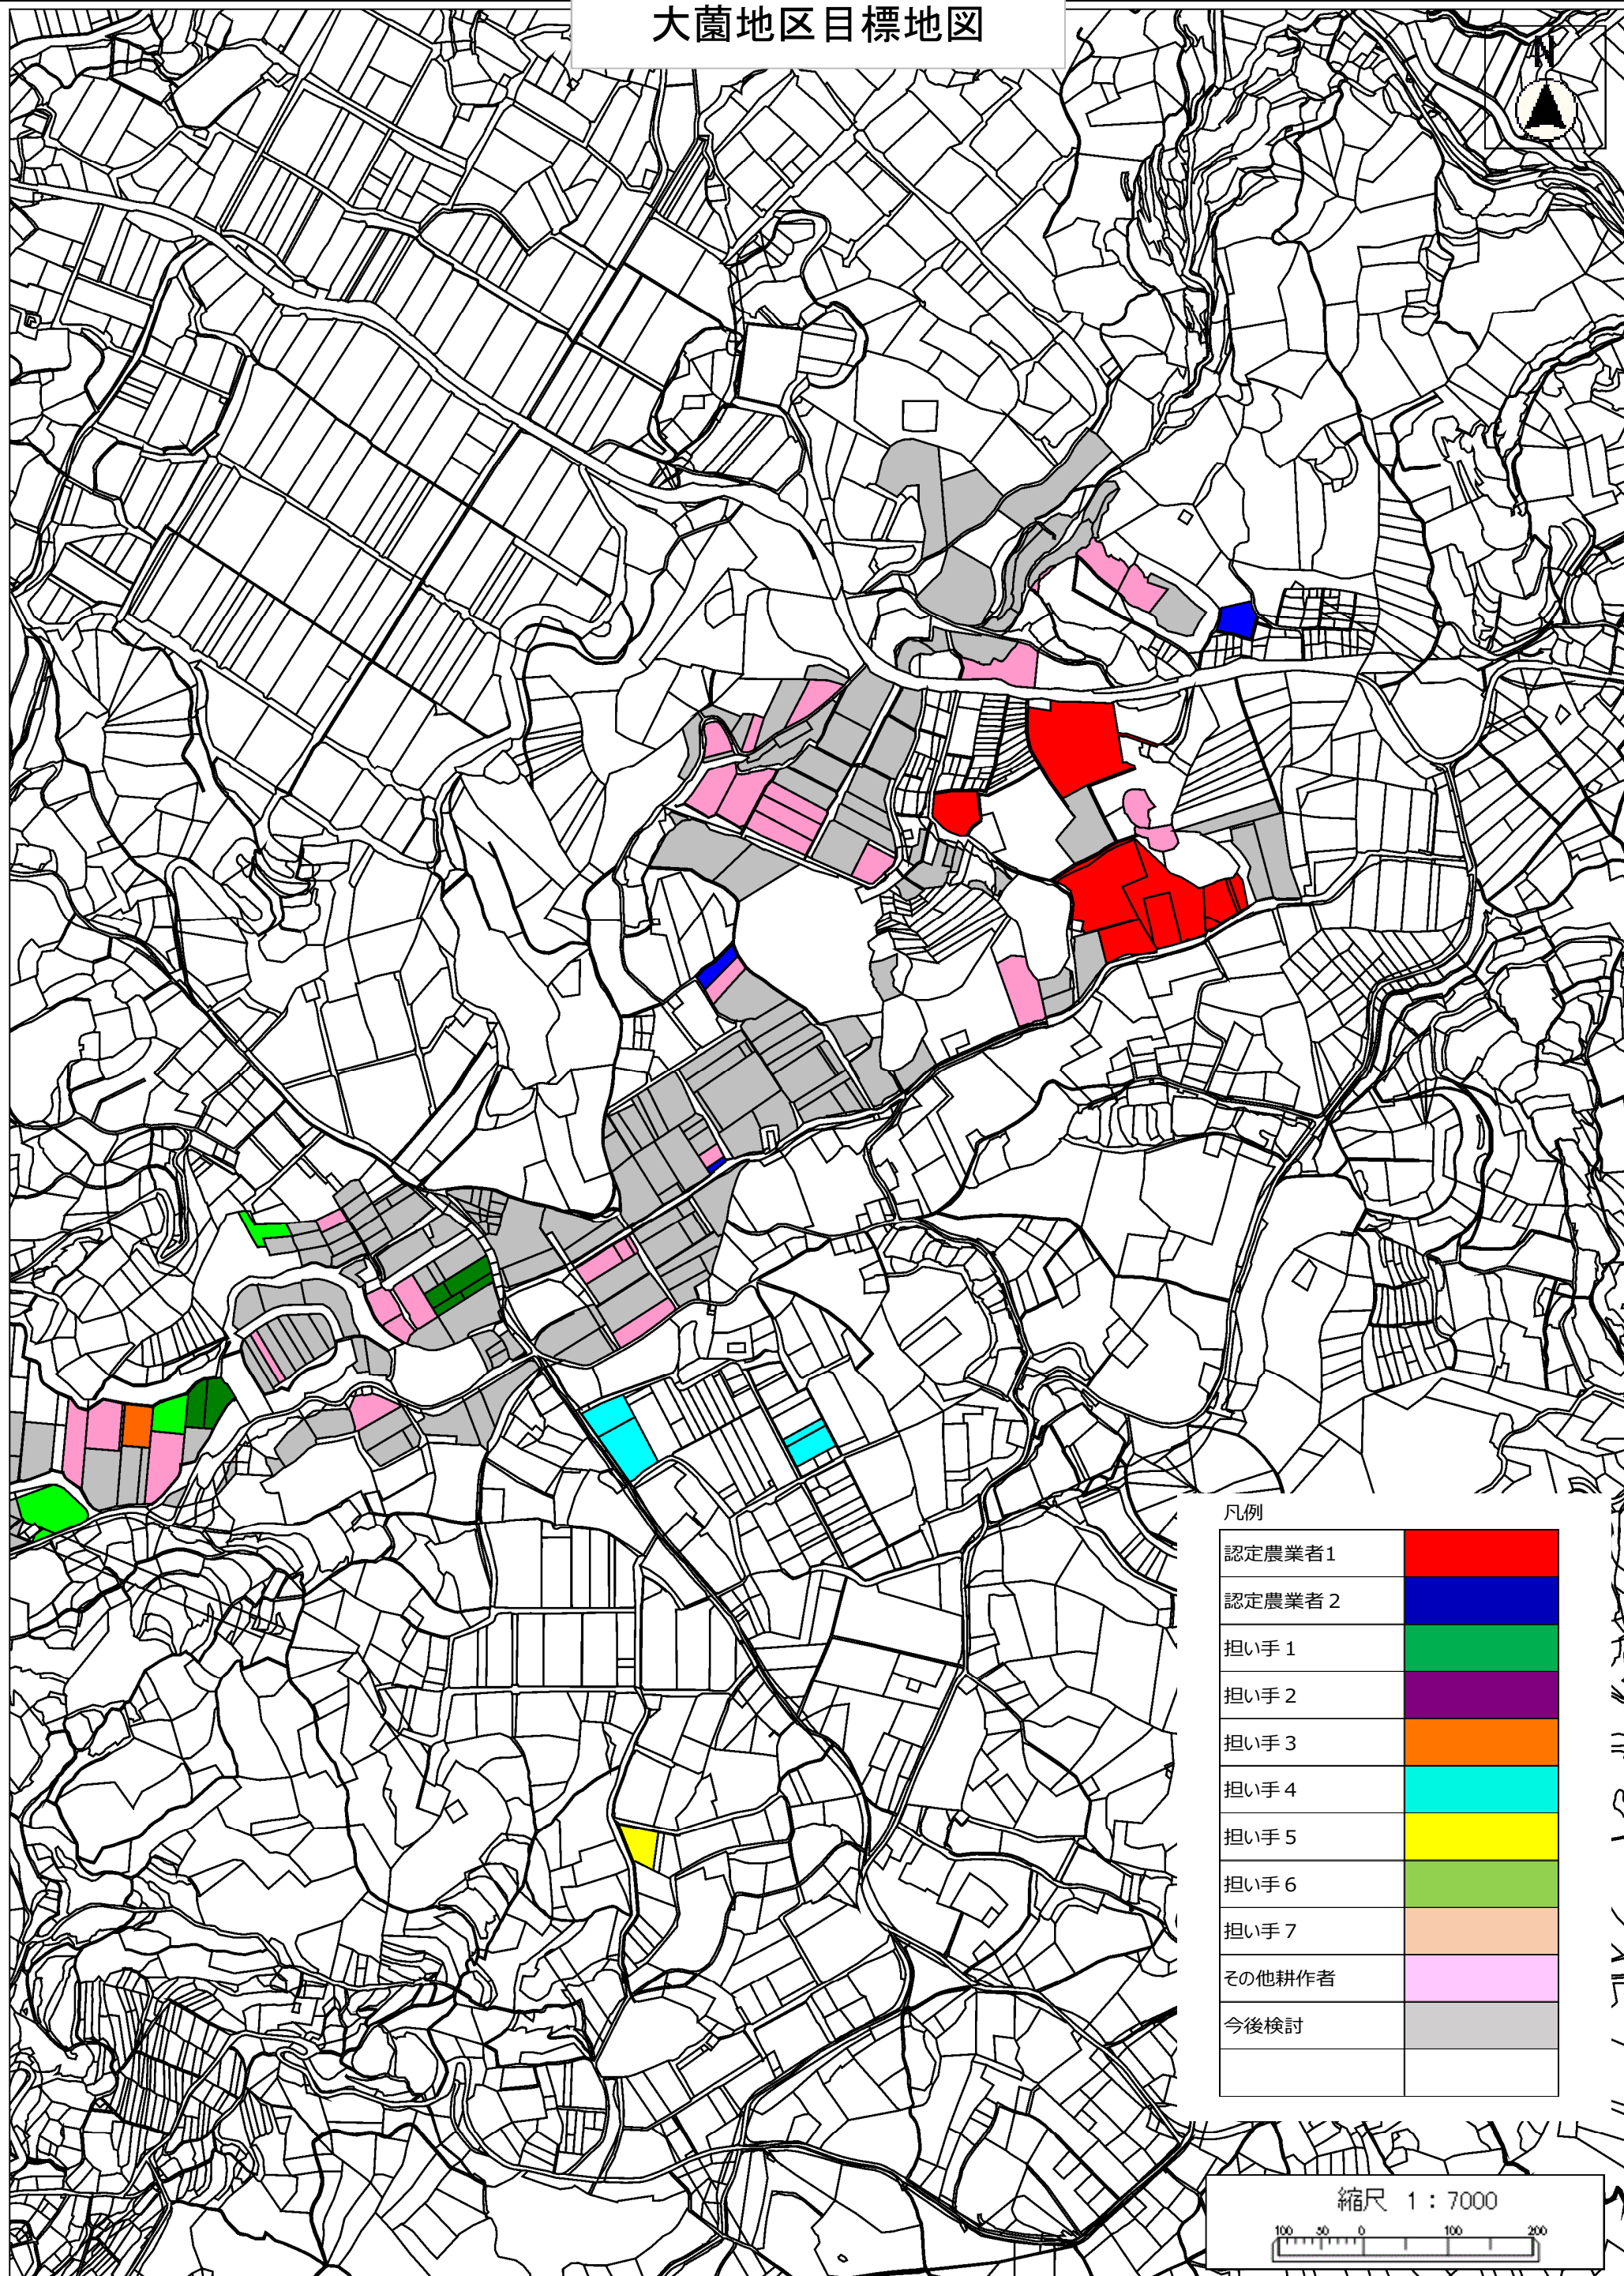 大薗地区目標地図
N
凡例
認定農業者1
認定農業者２
担い手１
担い手２
担い手３
担い手４
担い手５
担い手６
担い手７
その他耕作者
今後検討
縮尺 1：7000
100 50 0 100 200